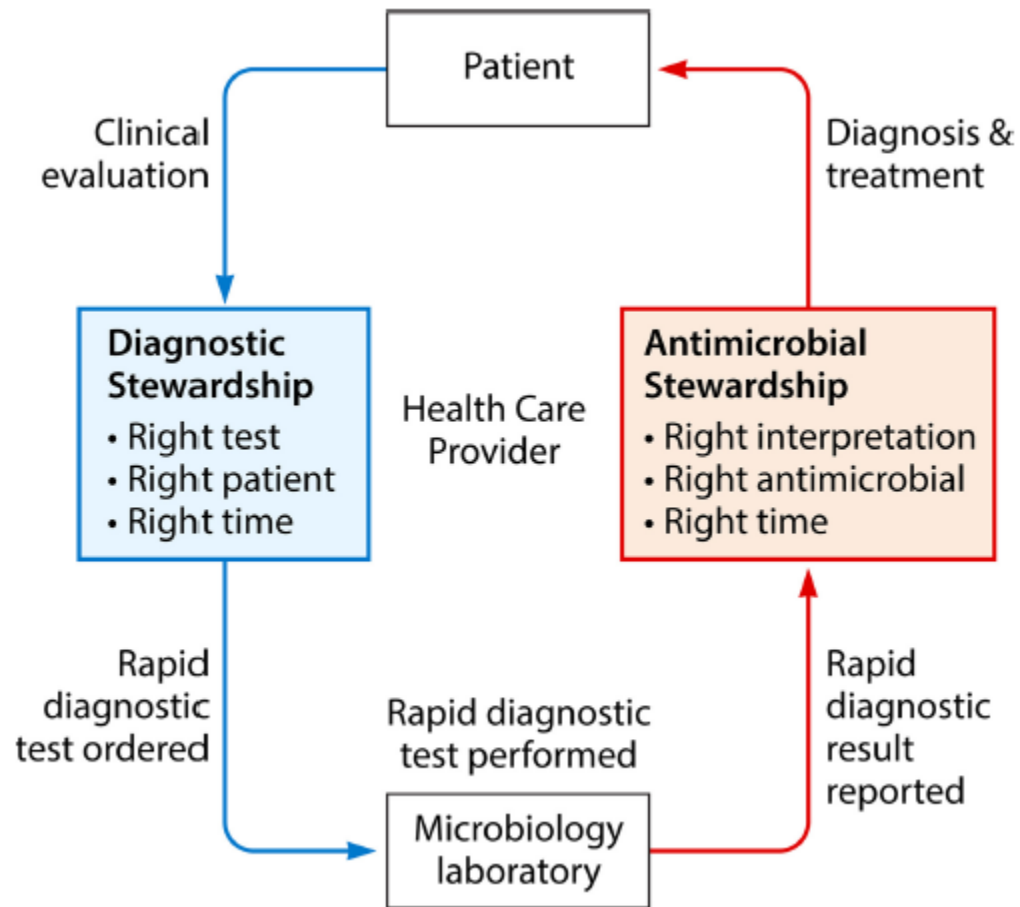 Patient
Clinical
evaluation
Diagnosis &
treatment
Diagnostic
Stewardship
• Right test
• Right patient
• Right time
Health Care
Provider
Antimicrobial
Stewardship
• Right interpretation
• Right antimicrobial
• Right time
Rapid
diagnostic
test ordered
Rapid diagnostic
test performed
Microbiology
laboratory
Rapid
diagnostic
result
reported